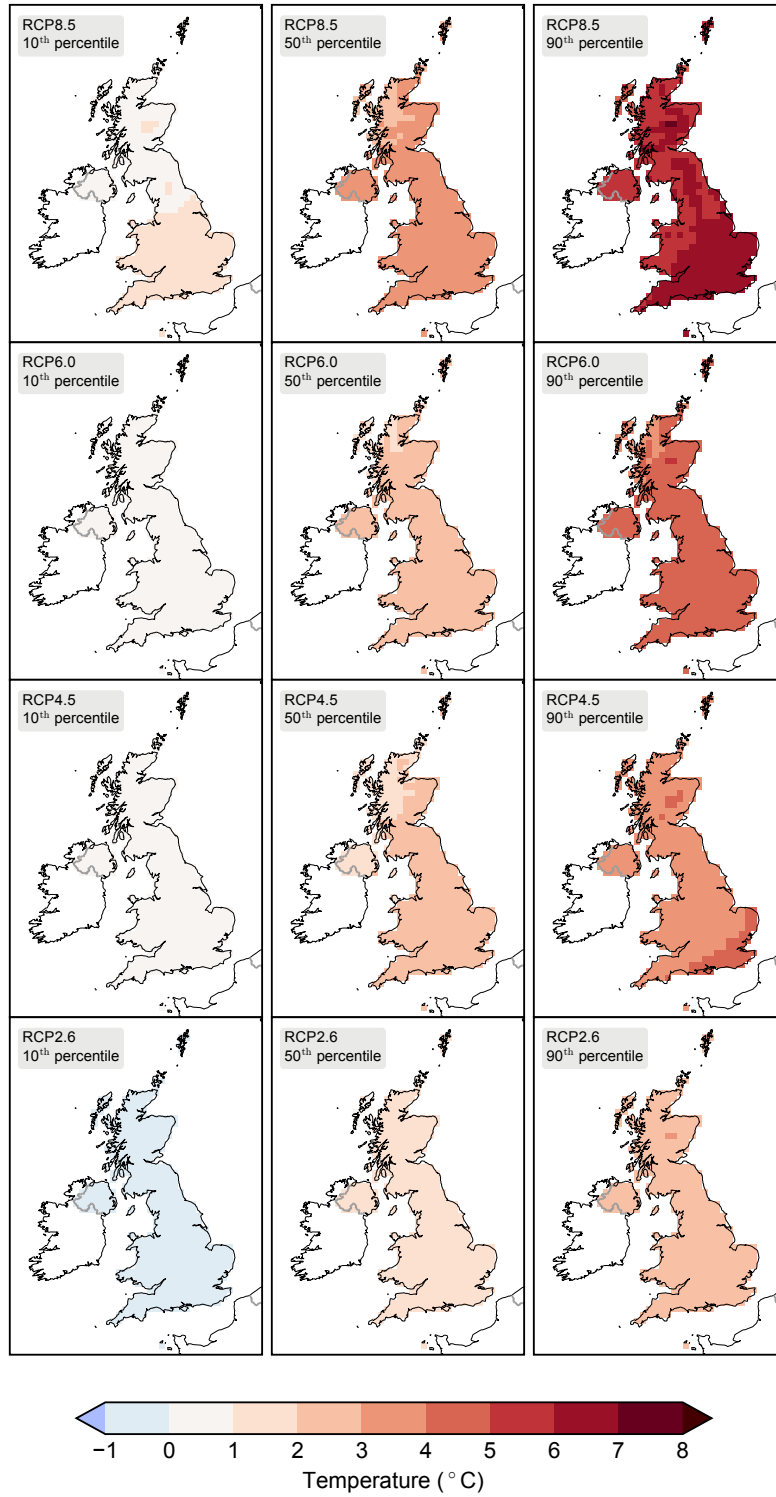 RCP8.5
10th percentile
RCP8.5
50th percentile
RCP8.5
90th percentile
RCP6.0
10th percentile
RCP6.0
50th percentile
RCP6.0
90th percentile
RCP4.5
10th percentile
RCP4.5
50th percentile
RCP4.5
90th percentile
RCP2.6
10th percentile
RCP2.6
50th percentile
RCP2.6
90th percentile
−1 0 1 2 3 4 5 6 7 8
Temperature (°C)